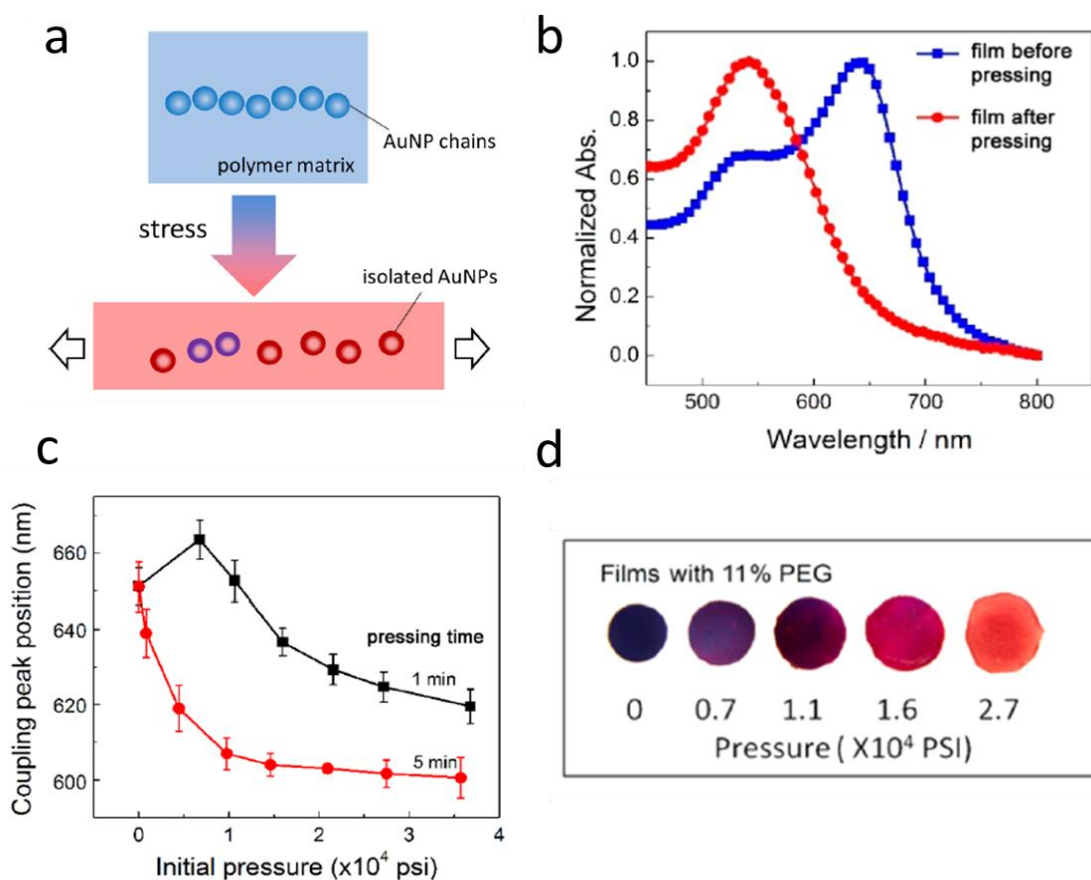 a
AuNP chains
polymer matrix
stress
isolated AuNPs
b
Normalized Abs.
1.0
0.8
0.6
0.4
0.2
0.0
film before
pressing
film after
pressing
500 600 700 800
Wavelength / nm
c
Coupling peak position (nm)
660
640
620
600
pressing time
1 min
5 min
0 1 2 3 4
Initial pressure (x10⁴ psi)
d
Films with 11% PEG
0 0.7 1.1 1.6 2.7
Pressure ( X10⁴ PSI)